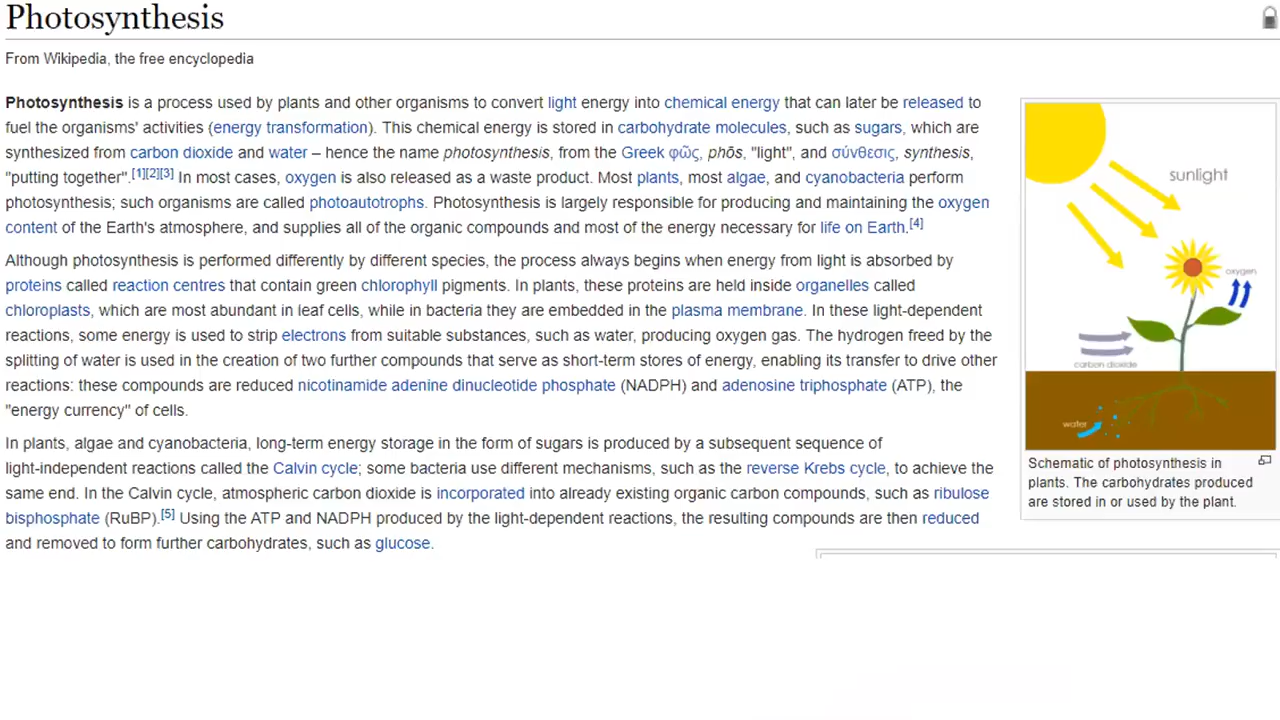 Photosynthesis
From Wikipedia, the free encyclopedia
Photosynthesis is a process used by plants and other organisms to convert light energy into chemical energy that can later be released to
fuel the organisms' activities (energy transformation). This chemical energy is stored in carbohydrate molecules, such as sugars, which are
synthesized from carbon dioxide and water – hence the name photosynthesis, from the Greek φῶς, phōs, "light", and σύνθεσις, synthesis,
"putting together".[1][2][3] In most cases, oxygen is also released as a waste product. Most plants, most algae, and cyanobacteria perform
photosynthesis; such organisms are called photoautotrophs. Photosynthesis is largely responsible for producing and maintaining the oxygen
content of the Earth's atmosphere, and supplies all of the organic compounds and most of the energy necessary for life on Earth.[4]
Although photosynthesis is performed differently by different species, the process always begins when energy from light is absorbed by
proteins called reaction centres that contain green chlorophyll pigments. In plants, these proteins are held inside organelles called
chloroplasts, which are most abundant in leaf cells, while in bacteria they are embedded in the plasma membrane. In these light-dependent
reactions, some energy is used to strip electrons from suitable substances, such as water, producing oxygen gas. The hydrogen freed by the
splitting of water is used in the creation of two further compounds that serve as short-term stores of energy, enabling its transfer to drive other
reactions: these compounds are reduced nicotinamide adenine dinucleotide phosphate (NADPH) and adenosine triphosphate (ATP), the
"energy currency" of cells.
In plants, algae and cyanobacteria, long-term energy storage in the form of sugars is produced by a subsequent sequence of
light-independent reactions called the Calvin cycle; some bacteria use different mechanisms, such as the reverse Krebs cycle, to achieve the
same end. In the Calvin cycle, atmospheric carbon dioxide is incorporated into already existing organic carbon compounds, such as ribulose
bisphosphate (RuBP).[5] Using the ATP and NADPH produced by the light-dependent reactions, the resulting compounds are then reduced
and removed to form further carbohydrates, such as glucose.
sunlight
oxygen
carbon dioxide
water
Schematic of photosynthesis in
plants. The carbohydrates produced
are stored in or used by the plant.